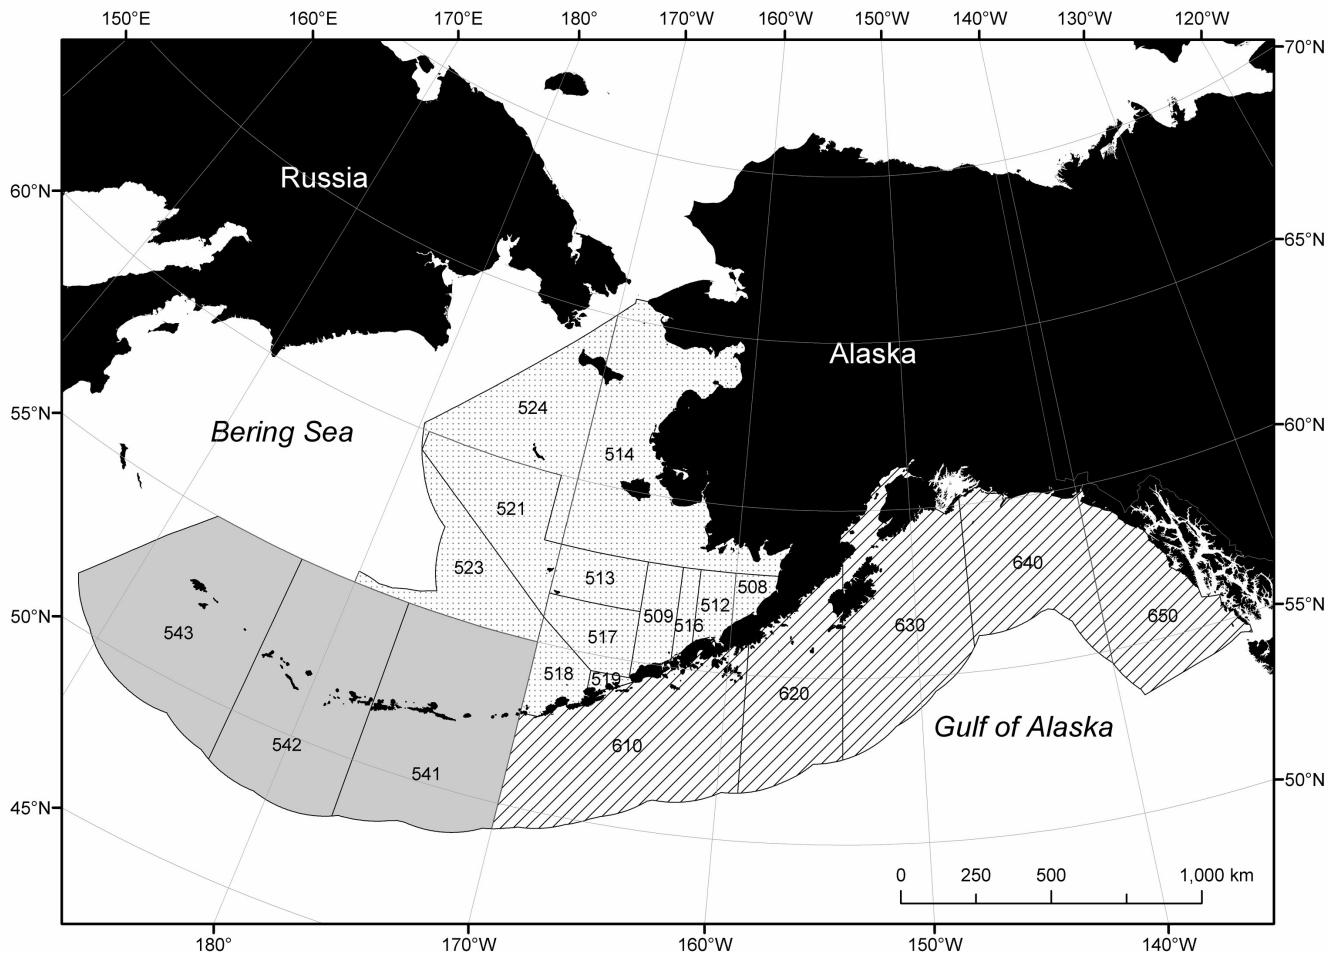 150°E 160°E 170°E 180° 170°W 160°W 150°W 140°W 130°W 120°W
70°N
Russia
60°N
65°N
Alaska
55°N
524
Bering Sea
60°N
514
521
523
513
508
640
512
50°N
509
516
630
650
55°N
543
517
518
519
620
610
Gulf of Alaska
542
541
50°N
45°N
0 250 500 1,000 km
180° 170°W 160°W 150°W 140°W